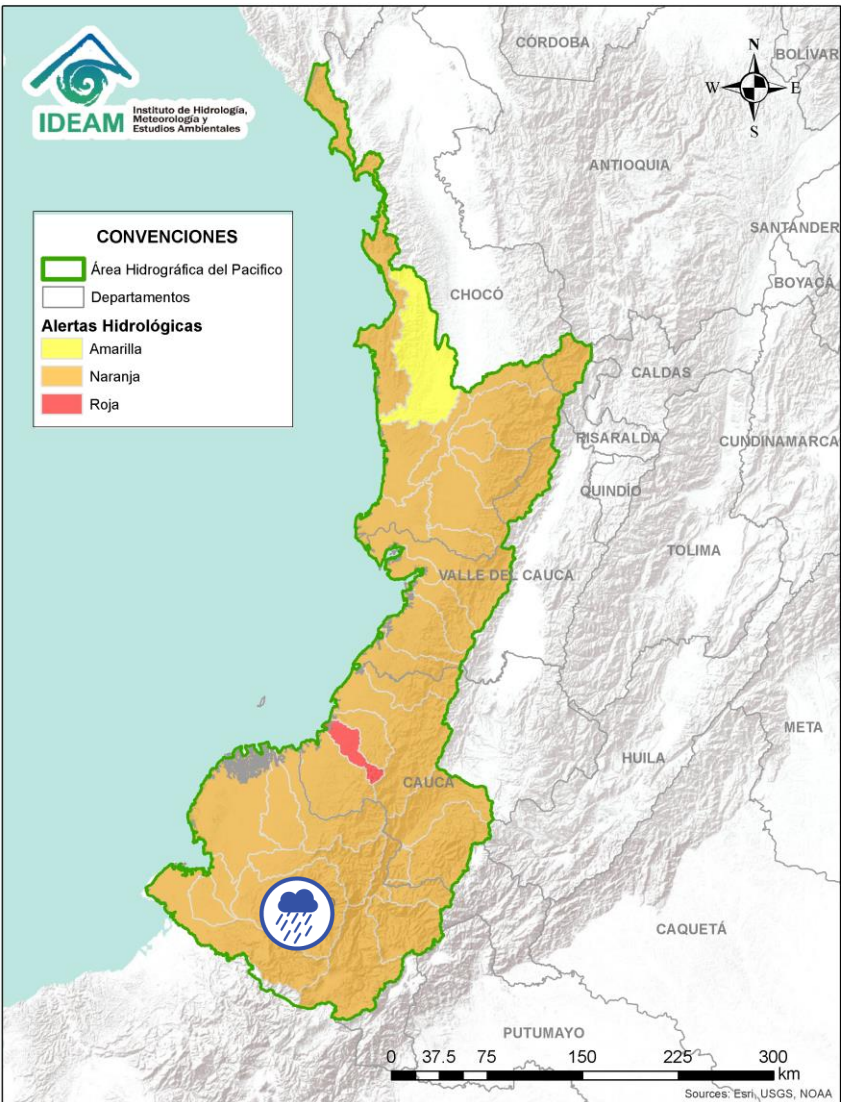 IDEAM
Instituto de Hidrología,
Meteorología y
Estudios Ambientales
N
W
E
S
CÓRDOBA
BOLIVAR
ANTIOQUIA
SANTANDER
BOYACÁ
CHOCÓ
CALDAS
RISARALDA
CUNDINAMARCA
QUINDÍO
TOLIMA
VALLE DEL CAUCA
META
HUILA
CAUCA
CAQUETÁ
PUTUMAYO
CONVENCIONES
Área Hidrográfica del Pacifico
Departamentos
Alertas Hidrológicas
Amarilla
Naranja
Roja
0 37.5 75 150 225 300
km
Sources: Esri, USGS, NOAA